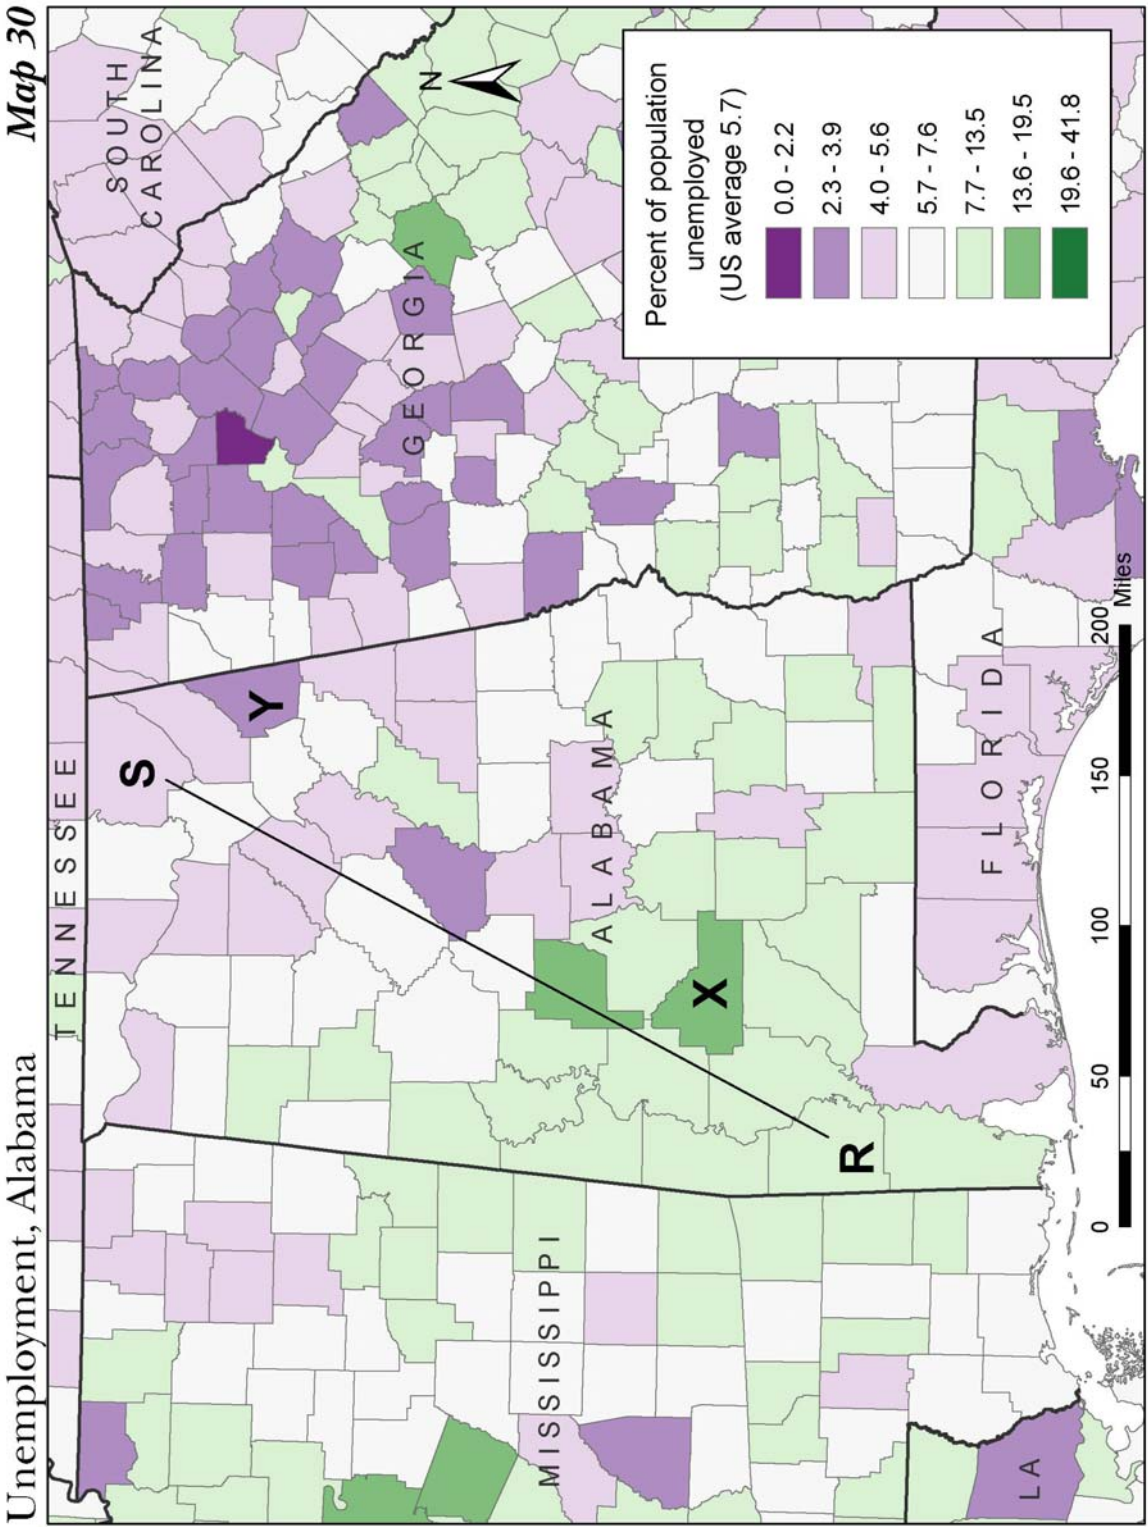 Unemployment, Alabama
Map 30
TENNESSEE
SOUTH
CAROLINA
S
Y
N
GEORGIA
ALABAMA
MISSISSIPPI
X
R
FLORIDA
LA
Percent of population
unemployed
(US average 5.7)
0.0 - 2.2
2.3 - 3.9
4.0 - 5.6
5.7 - 7.6
7.7 - 13.5
13.6 - 19.5
19.6 - 41.8
0 50 100 150 200
Miles